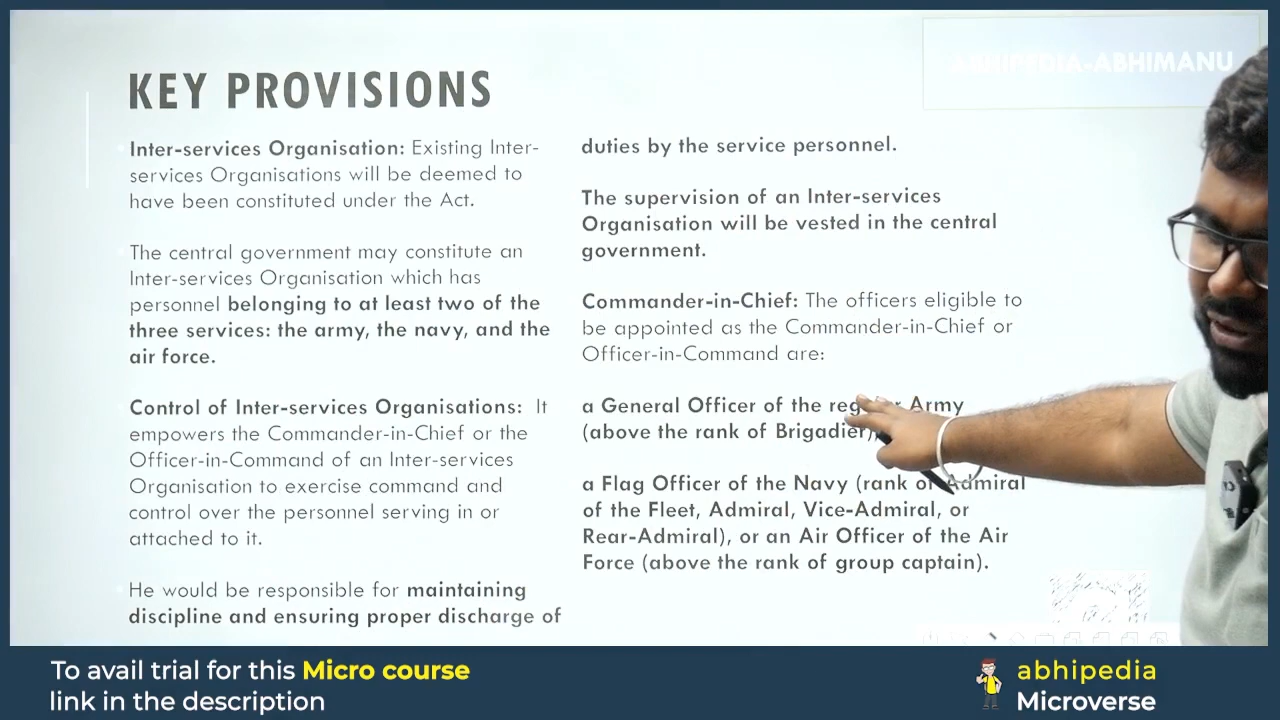 ABHIPEDIA-ABHIMANU
KEY PROVISIONS
Inter-services Organisation: Existing Inter-
services Organisations will be deemed to
have been constituted under the Act.
The central government may constitute an
Inter-services Organisation which has
personnel belonging to at least two of the
three services: the army, the navy, and the
air force.
Control of Inter-services Organisations: It
empowers the Commander-in-Chief or the
Officer-in-Command of an Inter-services
Organisation to exercise command and
control over the personnel serving in or
attached to it.
He would be responsible for maintaining
discipline and ensuring proper discharge of
duties by the service personnel.
The supervision of an Inter-services
Organisation will be vested in the central
government.
Commander-in-Chief: The officers eligible to
be appointed as the Commander-in-Chief or
Officer-in-Command are:
a General Officer of the Army
(above the rank of Brigadier),
a Flag Officer of the Navy (rank of Admiral
of the Fleet, Admiral, Vice-Admiral, or
Rear-Admiral), or an Air Officer of the Air
Force (above the rank of group captain).
To avail trial for this Micro course
link in the description
abhipedia
Microverse